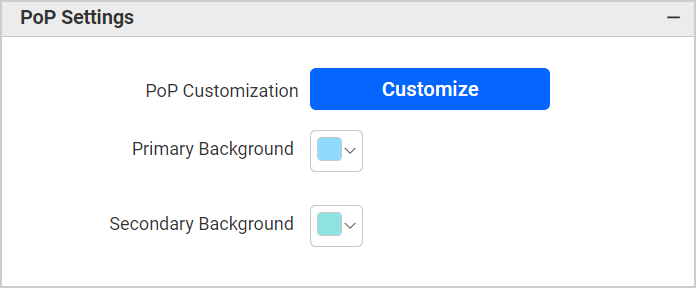 PoP Settings
PoP Customization Customize
Primary Background
Secondary Background